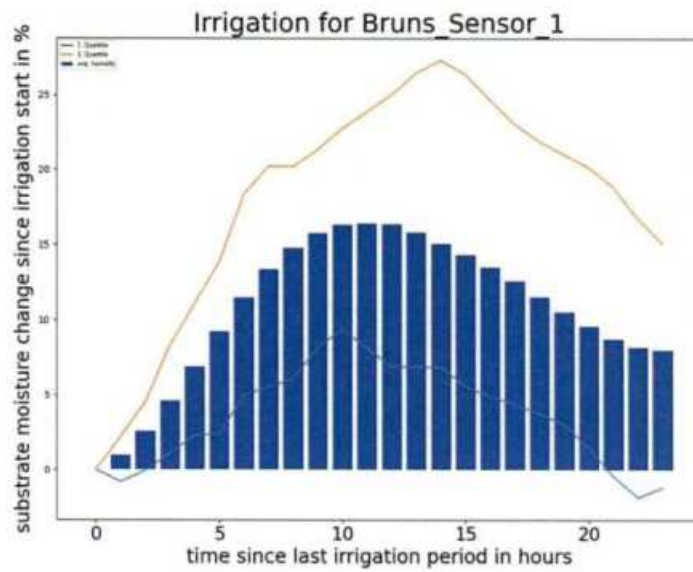 Irrigation for Bruns_Sensor_1
substrate moisture change since irrigation start in %
25
20
15
10
5
0
0 5 10 15 20
time since last irrigation period in hours